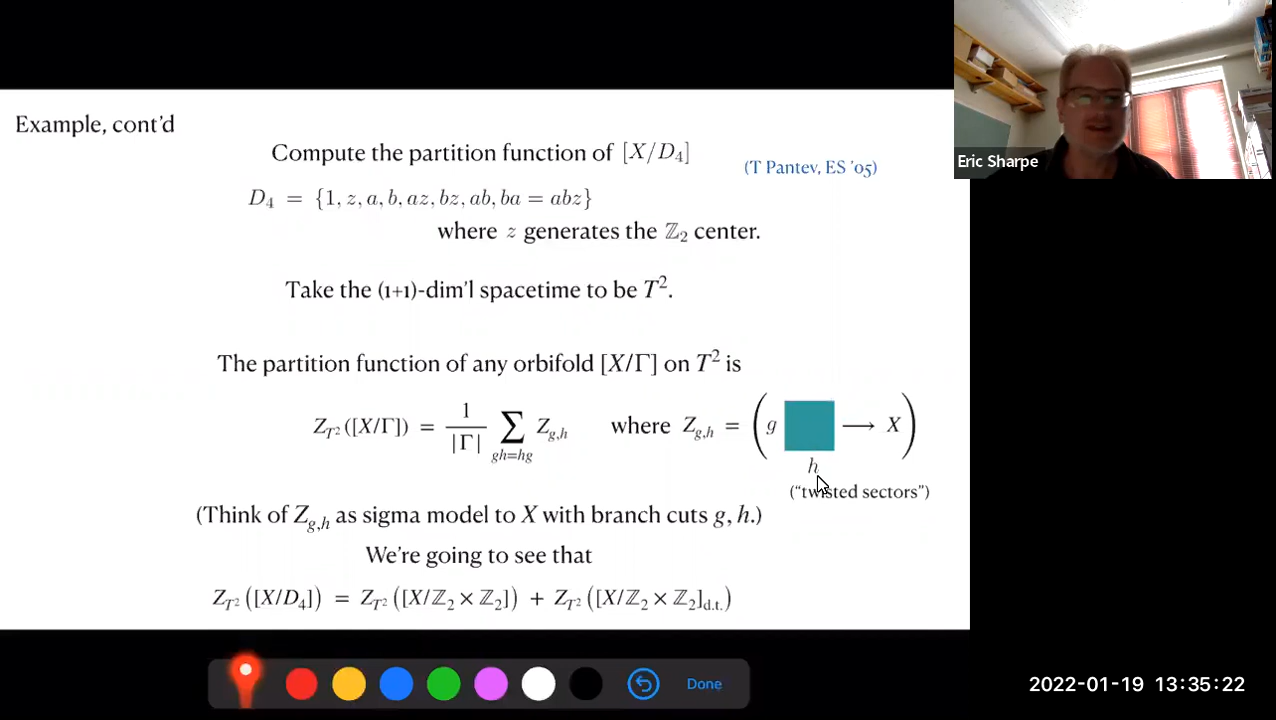 Example, cont'd
Compute the partition function of [X/D₄]
(T Pantev, ES '05)
D₄ = {1, z, a, b, az, bz, ab, ba = abz}
where z generates the ℤ₂ center.
Take the (1+1)-dim'l spacetime to be T².
The partition function of any orbifold [X/Γ] on T² is
Z_{T²}([X/Γ]) = 1/|Γ| ∑_{gh=hg} Z_{g,h} where Z_{g,h} = (g ⟶ X)
h
("twisted sectors")
(Think of Z_{g,h} as sigma model to X with branch cuts g, h.)
We're going to see that
Z_{T²}([X/D₄]) = Z_{T²}([X/ℤ₂ × ℤ₂]) + Z_{T²}([X/ℤ₂ × ℤ₂]_{d.t.})
Eric Sharpe
Done
2022-01-19 13:35:22